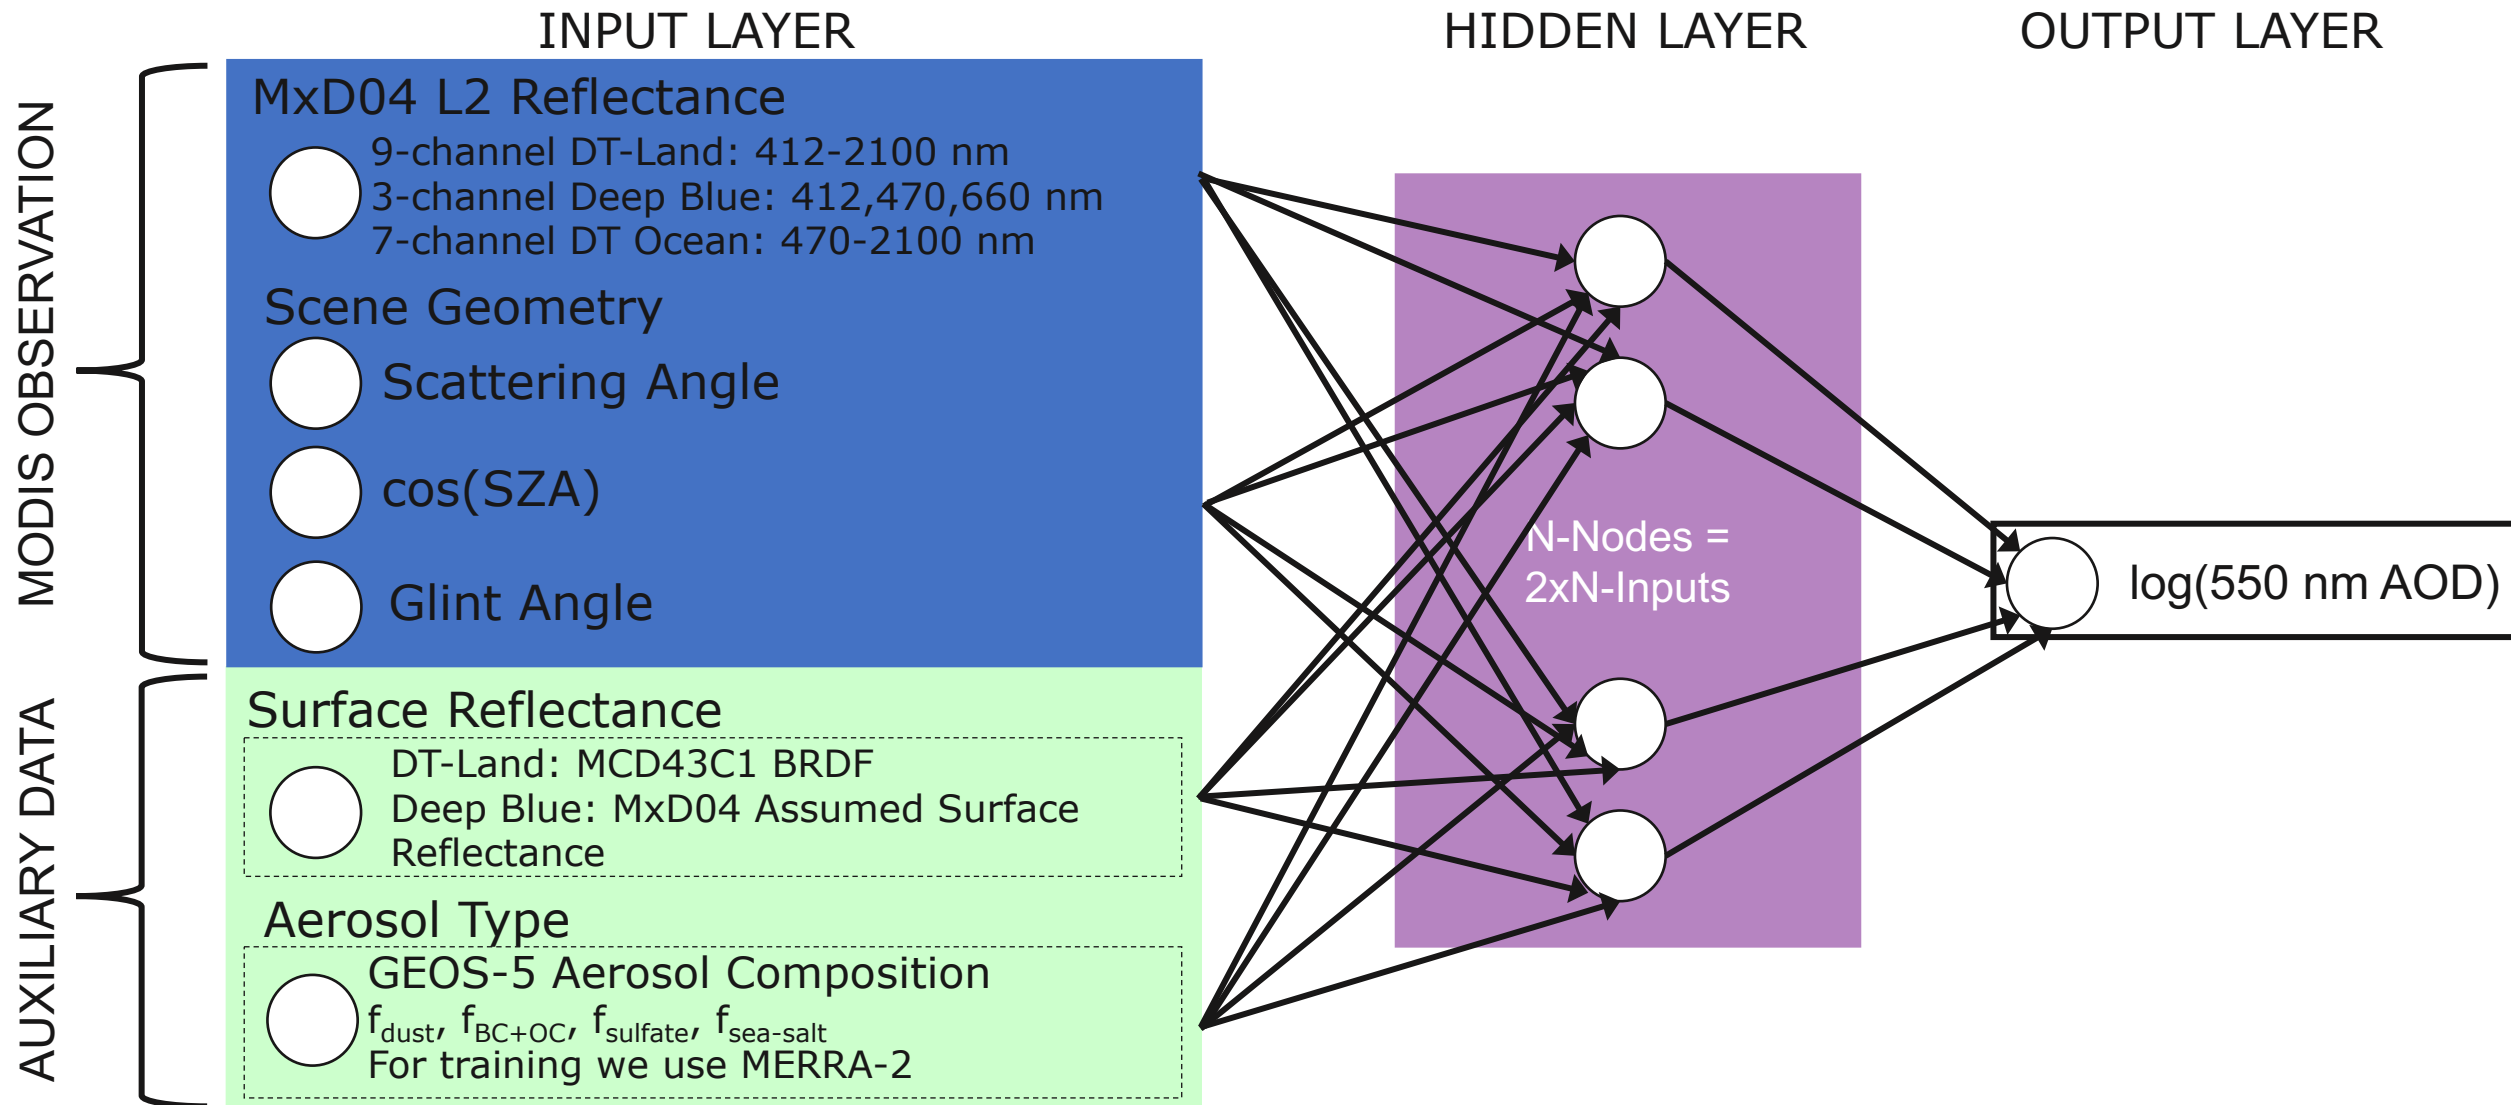 INPUT LAYER
HIDDEN LAYER
OUTPUT LAYER
MODIS OBSERVATION
MxD04 L2 Reflectance
9-channel DT-Land: 412-2100 nm
3-channel Deep Blue: 412,470,660 nm
7-channel DT Ocean: 470-2100 nm
Scene Geometry
Scattering Angle
cos(SZA)
Glint Angle
AUXILIARY DATA
Surface Reflectance
DT-Land: MCD43C1 BRDF
Deep Blue: MxD04 Assumed Surface
Reflectance
Aerosol Type
GEOS-5 Aerosol Composition
fdust, fBC+OC, fsulfate, fsea-salt
For training we use MERRA-2
N-Nodes =
2xN-Inputs
log(550 nm AOD)